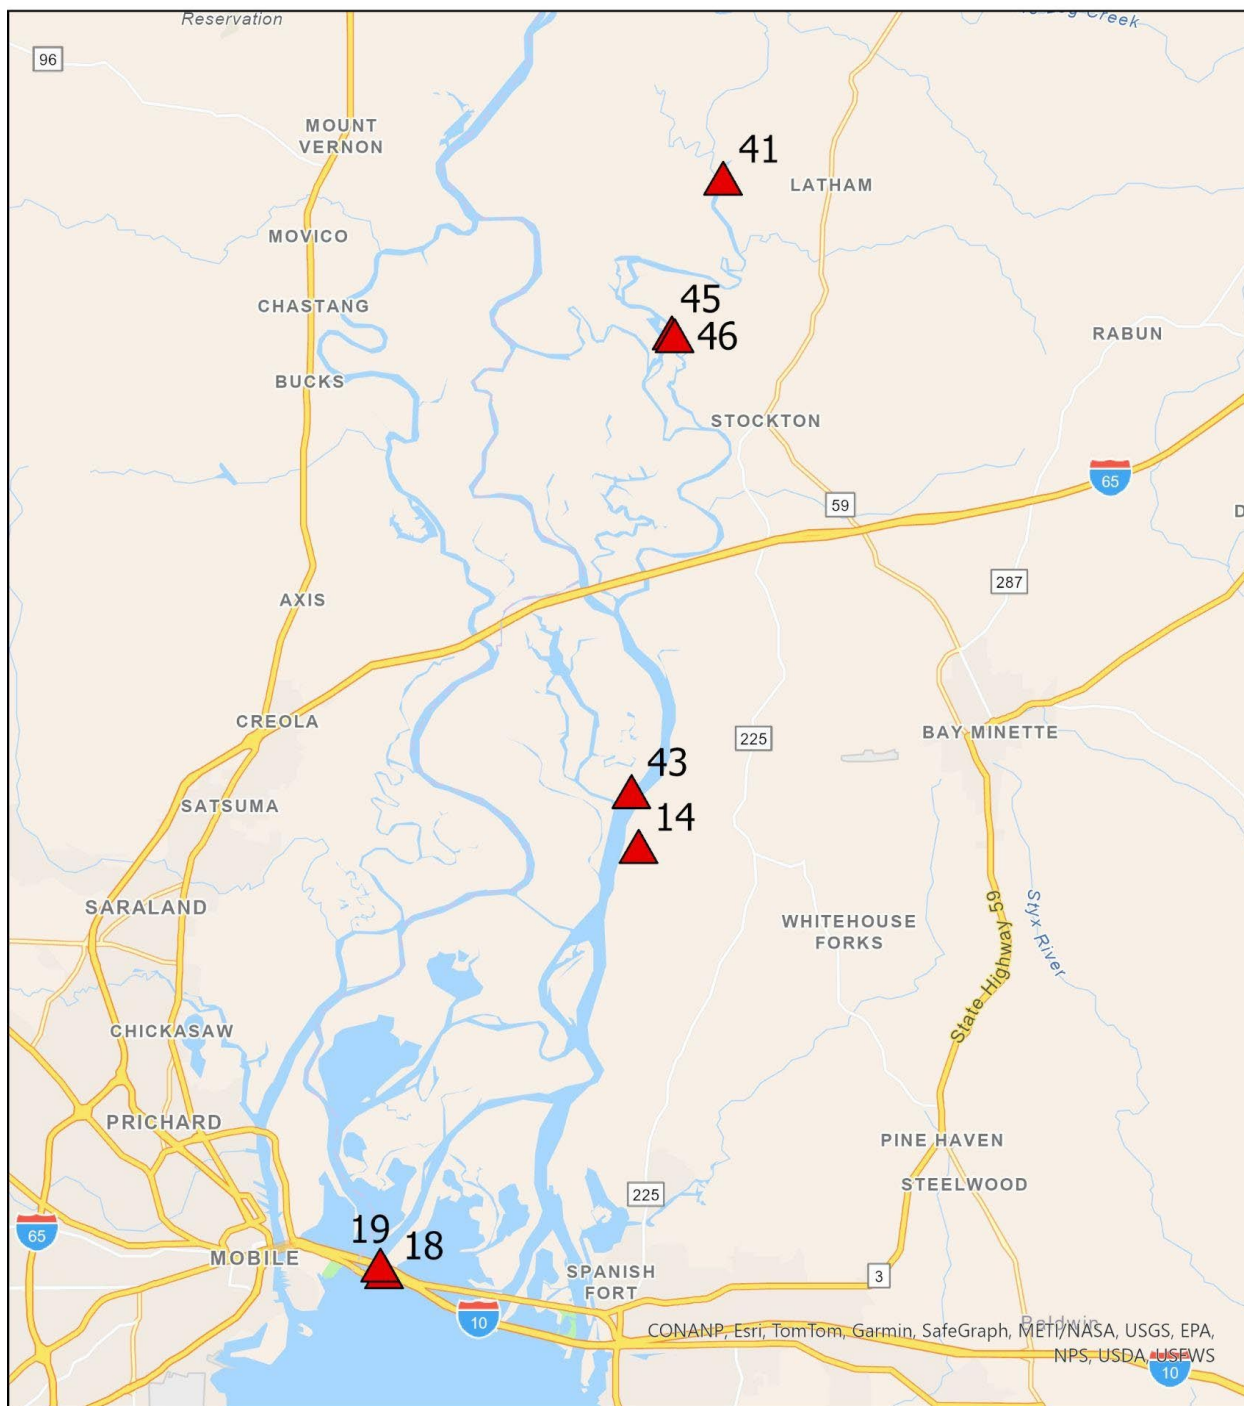 Reservation
Dog Creek
96
MOUNT
VERNON
41
LATHAM
MOVICO
CHASTANG
45
46
RABUN
BUCKS
STOCKTON
65
59
D
287
AXIS
CREOLA
225
BAY MINETTE
43
SATSUMA
14
SARALAND
WHITEHOUSE
FORKS
Styx River
State Highway 59
CHICKASAW
PRICHARD
PINE HAVEN
STEELWOOD
225
65
19
18
MOBILE
SPANISH
FORT
3
10
Baldwin
CONANP, Esri, TomTom, Garmin, SafeGraph, METI/NASA, USGS, EPA,
NPS, USDA, USFWS
10